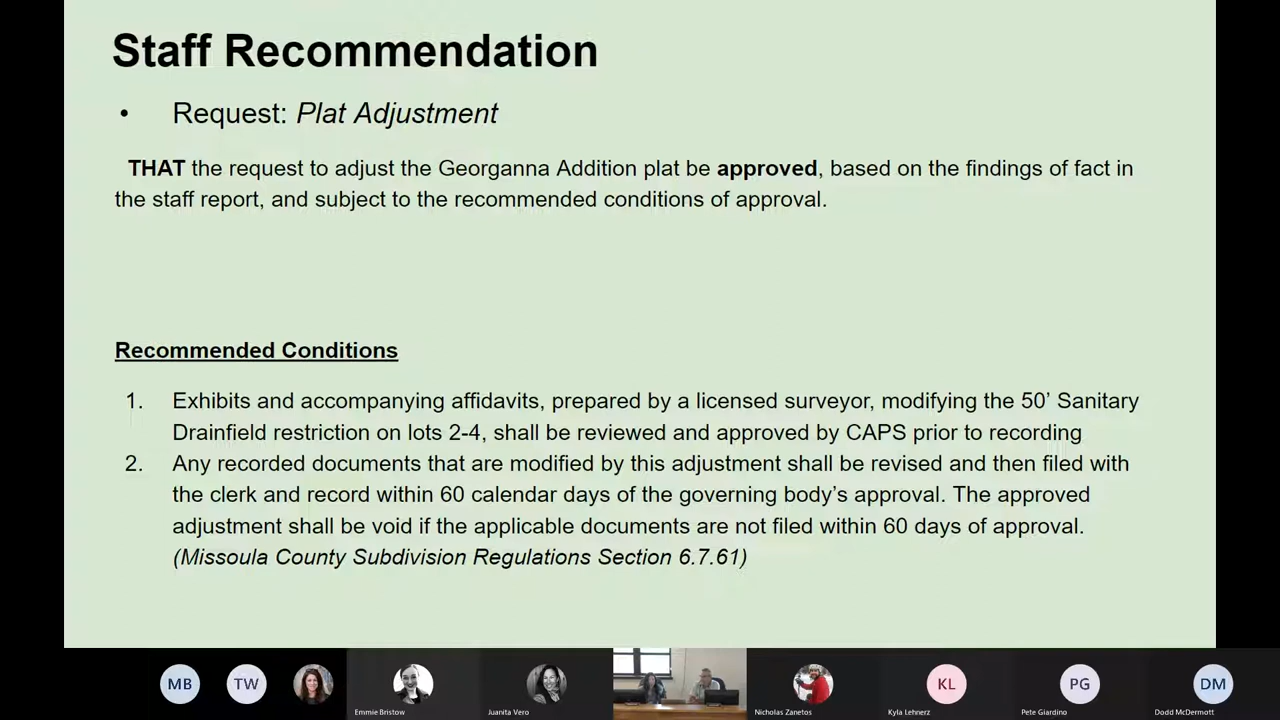 Staff Recommendation
• Request: Plat Adjustment
THAT the request to adjust the Georganna Addition plat be approved, based on the findings of fact in
the staff report, and subject to the recommended conditions of approval.
Recommended Conditions
1. Exhibits and accompanying affidavits, prepared by a licensed surveyor, modifying the 50’ Sanitary
Drainfield restriction on lots 2-4, shall be reviewed and approved by CAPS prior to recording
2. Any recorded documents that are modified by this adjustment shall be revised and then filed with
the clerk and record within 60 calendar days of the governing body’s approval. The approved
adjustment shall be void if the applicable documents are not filed within 60 days of approval.
(Missoula County Subdivision Regulations Section 6.7.61)
MB TW KL PG DM
Emmie Bristow Juanita Vero Nicholas Zanetos Kyla Lehnerz Pete Giardino Dodd McDermott